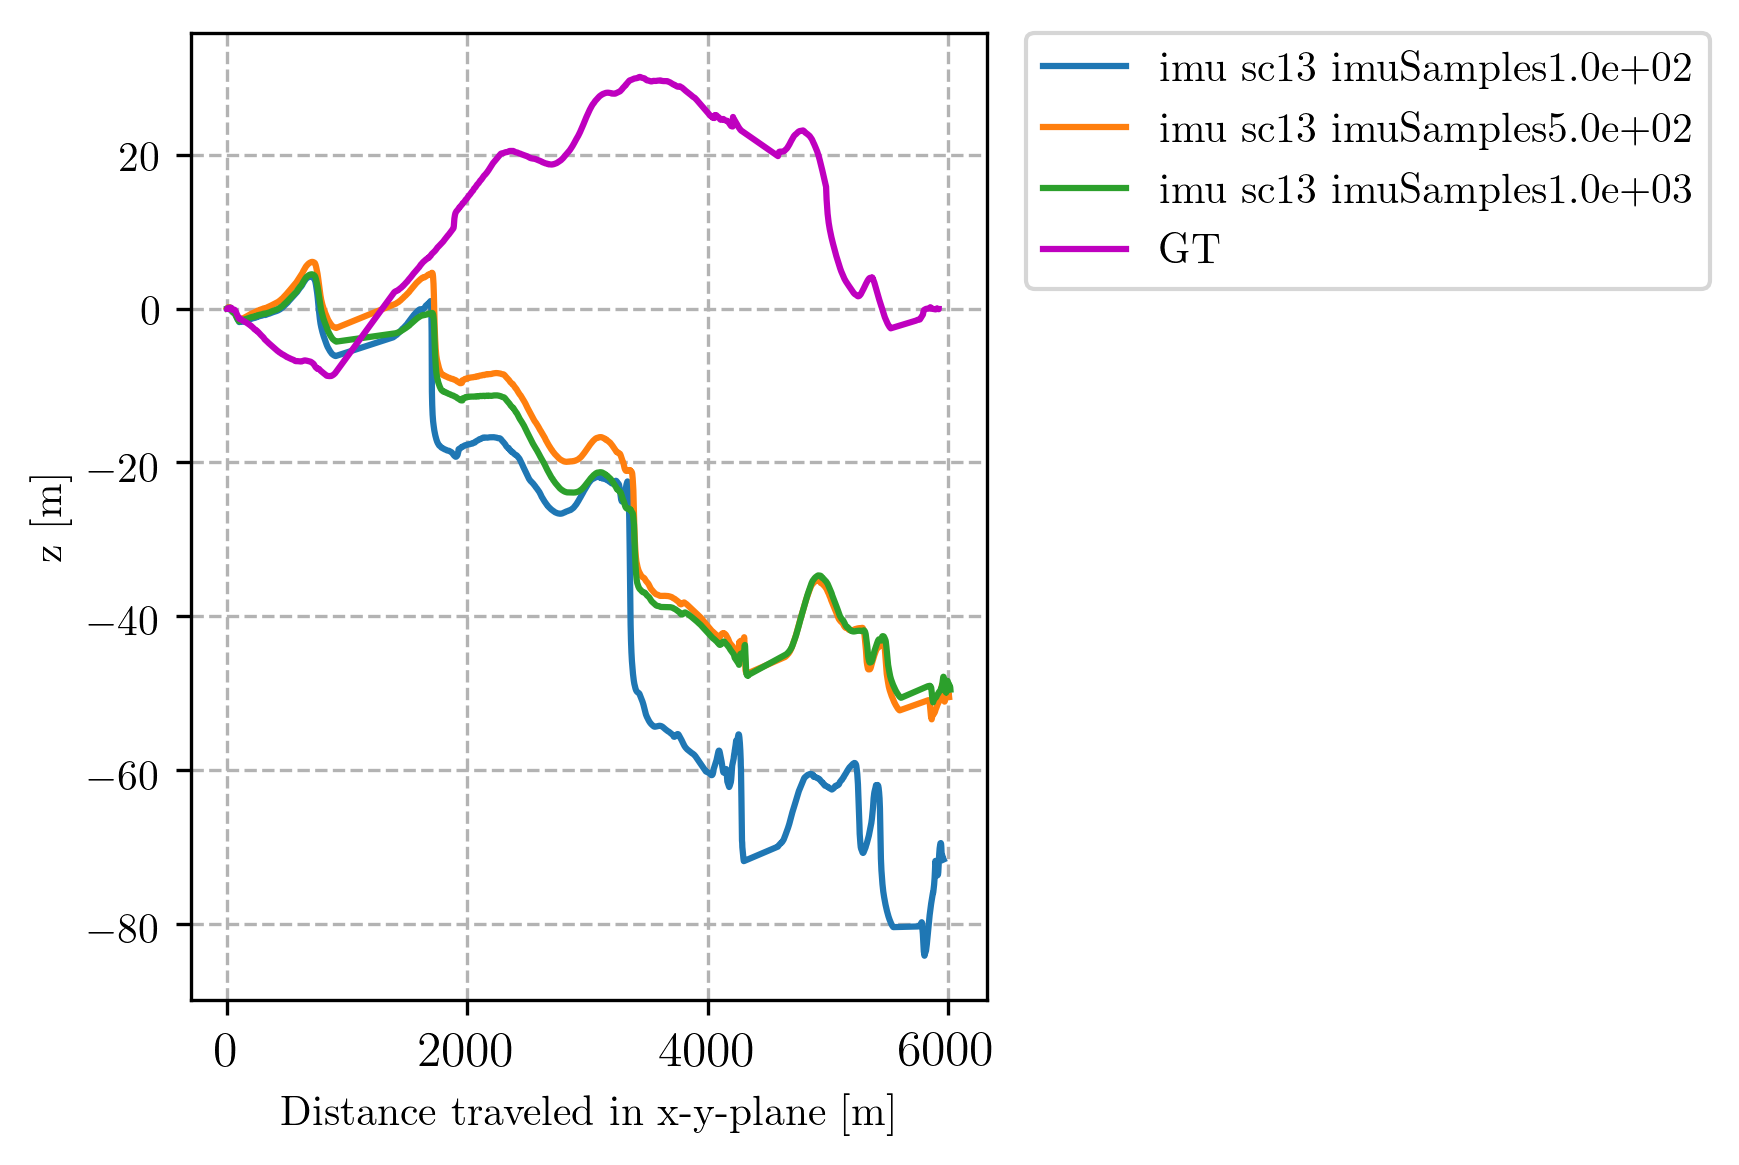 imu sc13 imuSamples1.0e+02
imu sc13 imuSamples5.0e+02
imu sc13 imuSamples1.0e+03
GT
20
0
−20
−40
−60
−80
z [m]
0 2000 4000 6000
Distance traveled in x-y-plane [m]